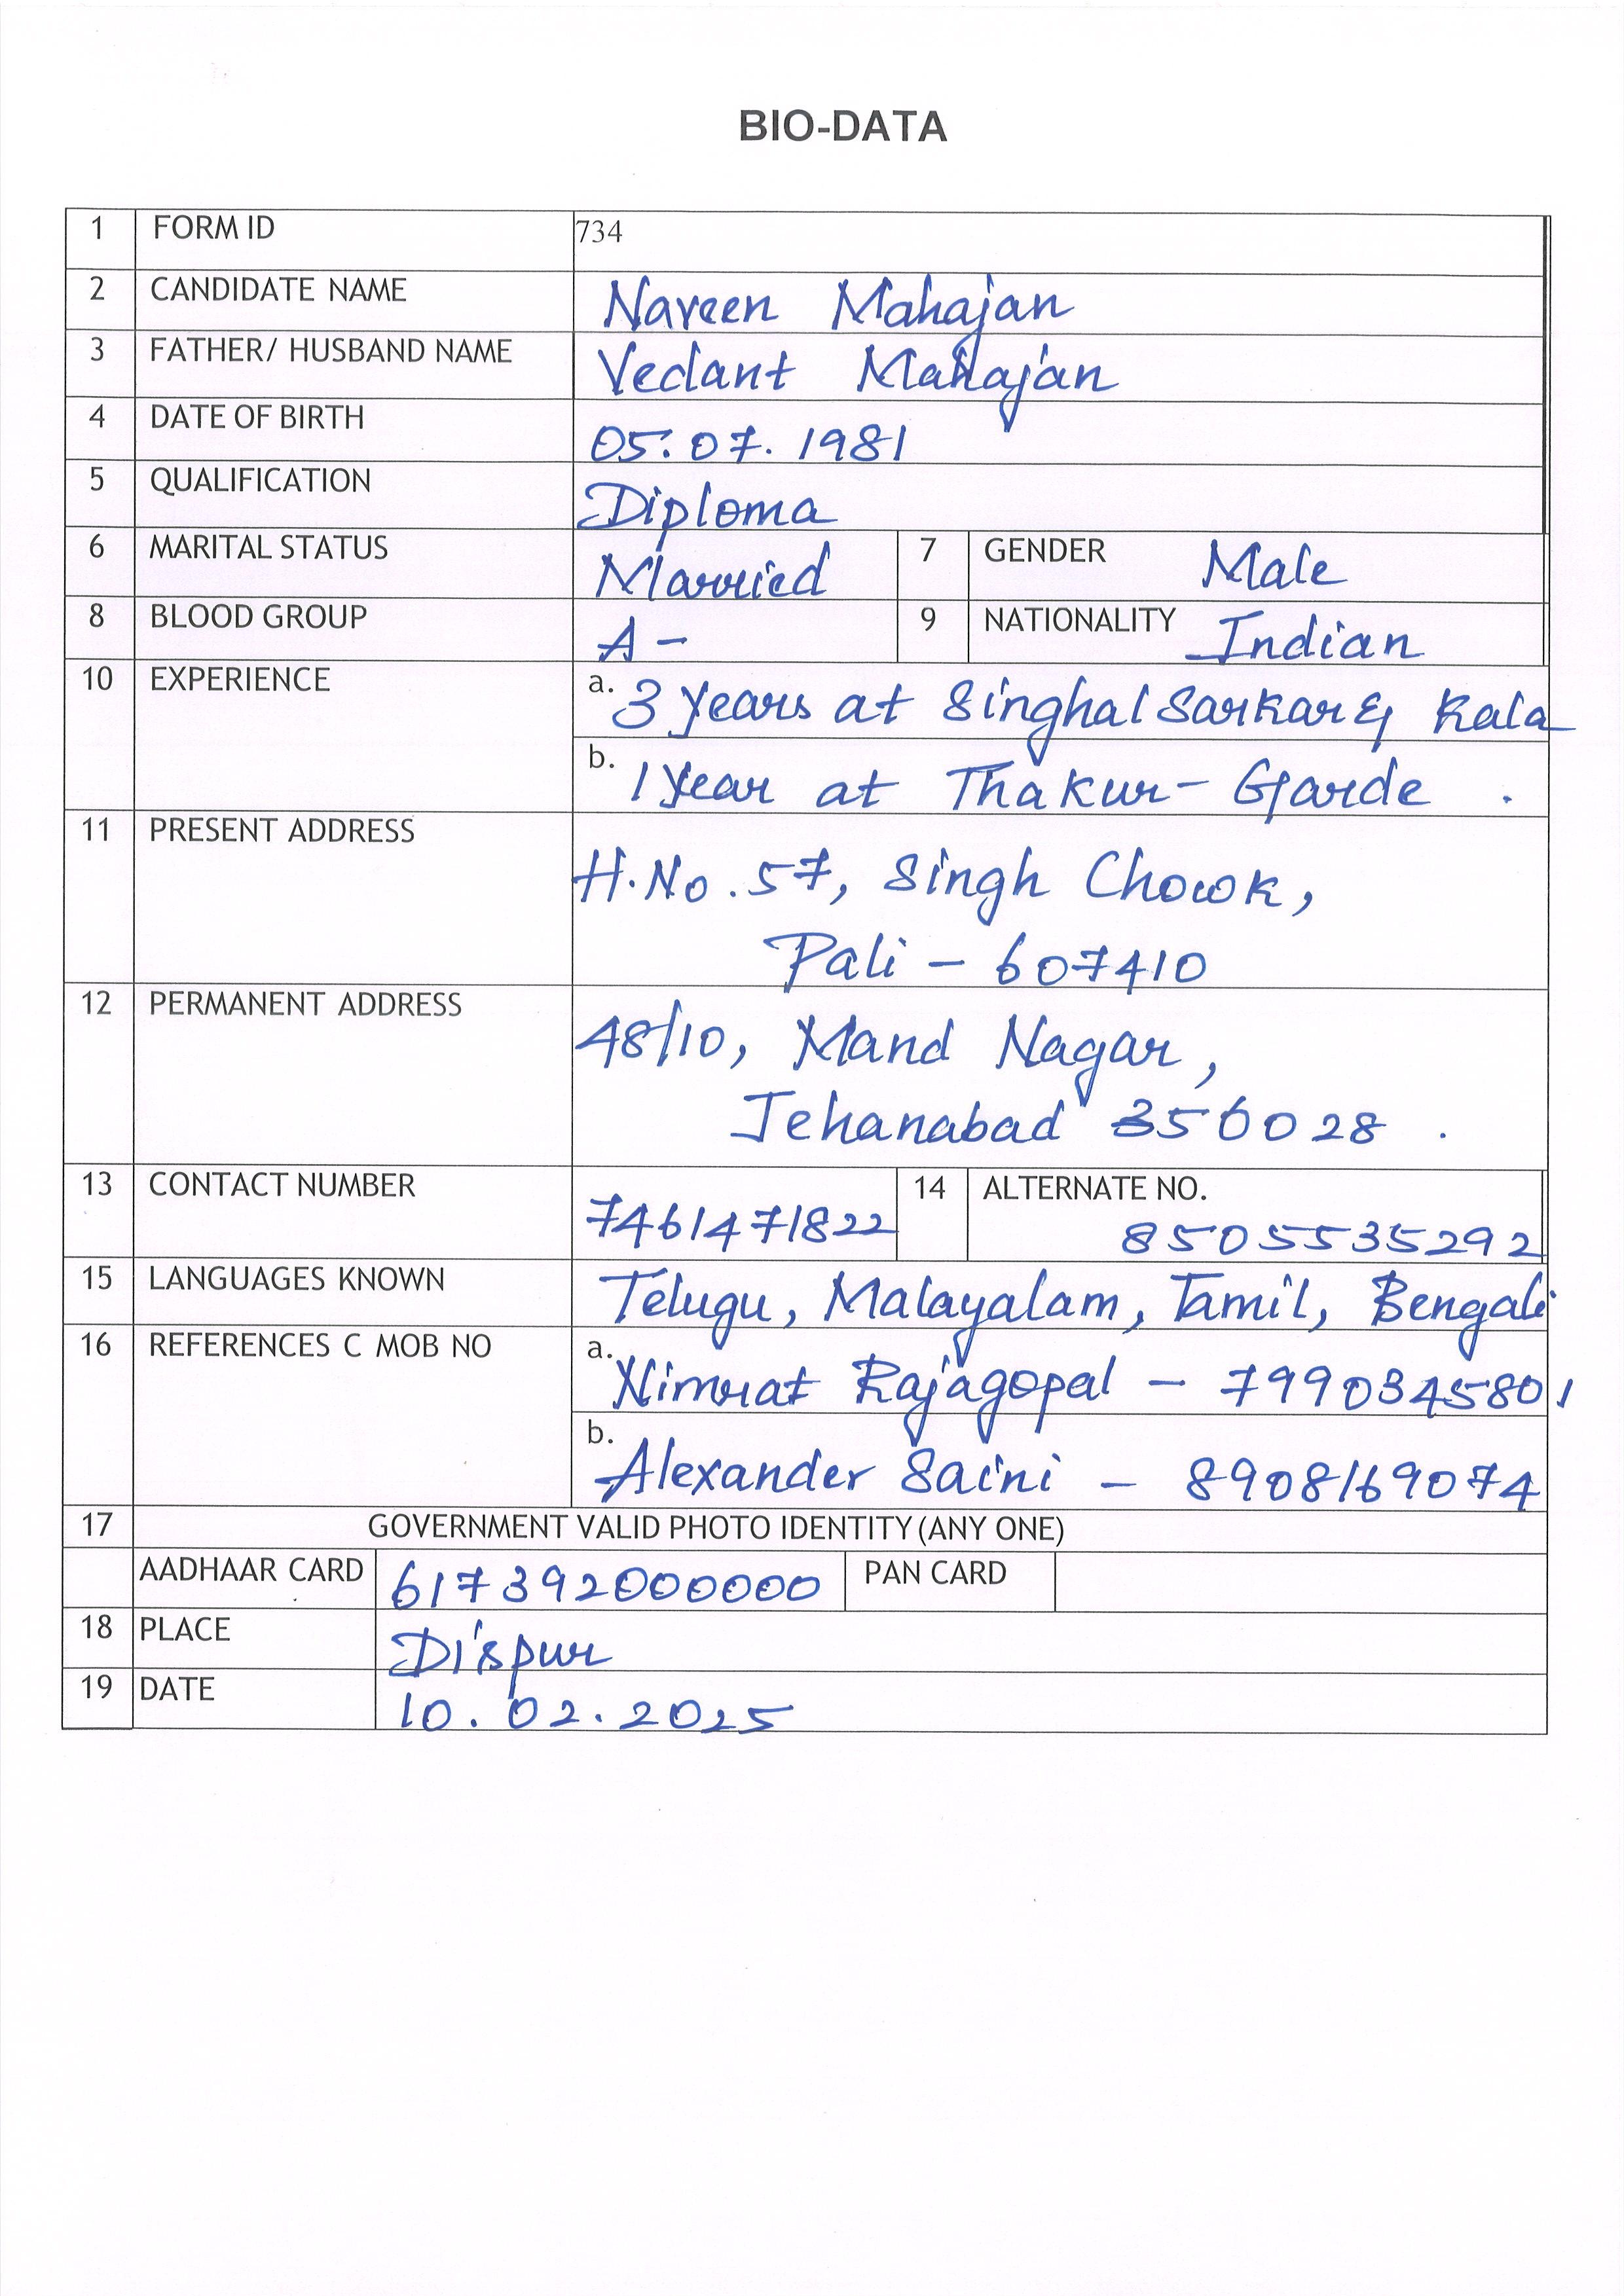 BIO-DATA
1 FORM ID 734
2 CANDIDATE NAME Naveen Mahajan
3 FATHER/ HUSBAND NAME Vedant Mahajan
4 DATE OF BIRTH 05.07.1981
5 QUALIFICATION Diploma
6 MARITAL STATUS Married 7 GENDER Male
8 BLOOD GROUP A- 9 NATIONALITY Indian
10 EXPERIENCE a. 3 years at Singhal Sarkar & Kala
b. 1 year at Thakur-Garde.
11 PRESENT ADDRESS H.No.57, Singh Chowk,
Pali - 607410
12 PERMANENT ADDRESS 48/10, Mand Nagar,
Jehanabad 356028.
13 CONTACT NUMBER 7461471822 14 ALTERNATE NO. 8505535292
15 LANGUAGES KNOWN Telugu, Malayalam, Tamil, Bengali
16 REFERENCES C MOB NO a. Nimrat Rajagopal - 7990345801
b. Alexander Saini - 8908169074
17 GOVERNMENT VALID PHOTO IDENTITY (ANY ONE)
AADHAAR CARD 617392000000 PAN CARD
18 PLACE Dispur
19 DATE 10.02.2025